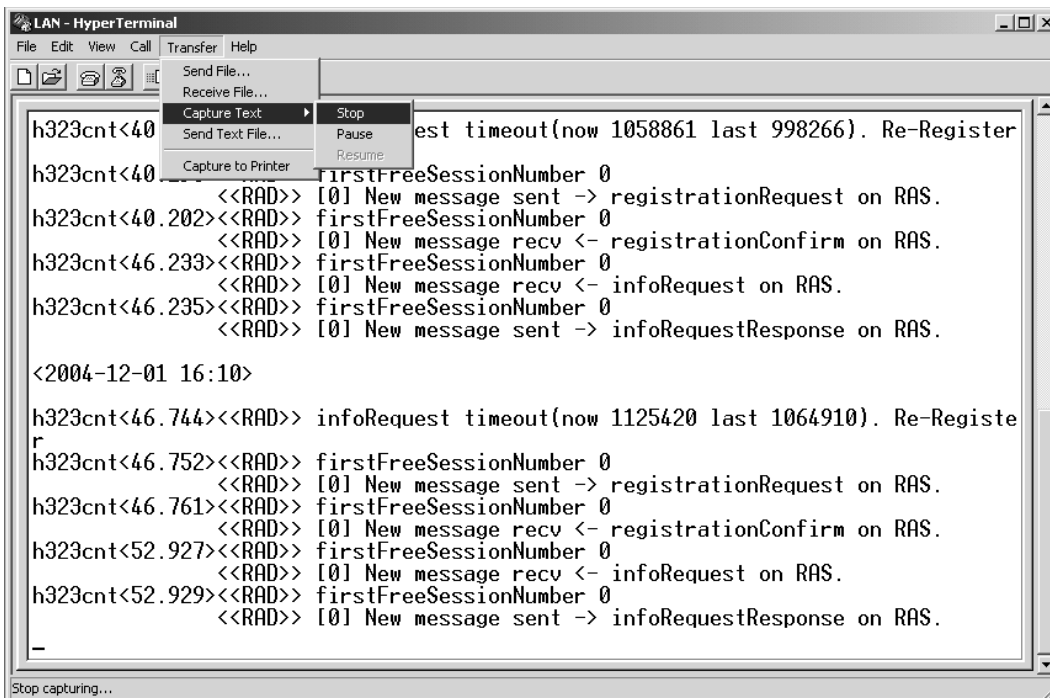 LAN - HyperTerminal
File Edit View Call Transfer Help
Send File...
Receive File...
Capture Text
Send Text File...
Capture to Printer
Stop
Pause
Resume
h323cnt<40 est timeout(now 1058861 last 998266). Re-Register
h323cnt<40. firstFreeSessionNumber 0
<<RAD>> [0] New message sent -> registrationRequest on RAS.
h323cnt<40.202><<RAD>> firstFreeSessionNumber 0
<<RAD>> [0] New message recv <- registrationConfirm on RAS.
h323cnt<46.233><<RAD>> firstFreeSessionNumber 0
<<RAD>> [0] New message recv <- infoRequest on RAS.
h323cnt<46.235><<RAD>> firstFreeSessionNumber 0
<<RAD>> [0] New message sent -> infoRequestResponse on RAS.
<2004-12-01 16:10>
h323cnt<46.744><<RAD>> infoRequest timeout(now 1125420 last 1064910). Re-Registe
r
h323cnt<46.752><<RAD>> firstFreeSessionNumber 0
<<RAD>> [0] New message sent -> registrationRequest on RAS.
h323cnt<46.761><<RAD>> firstFreeSessionNumber 0
<<RAD>> [0] New message recv <- registrationConfirm on RAS.
h323cnt<52.927><<RAD>> firstFreeSessionNumber 0
<<RAD>> [0] New message recv <- infoRequest on RAS.
h323cnt<52.929><<RAD>> firstFreeSessionNumber 0
<<RAD>> [0] New message sent -> infoRequestResponse on RAS.
Stop capturing...